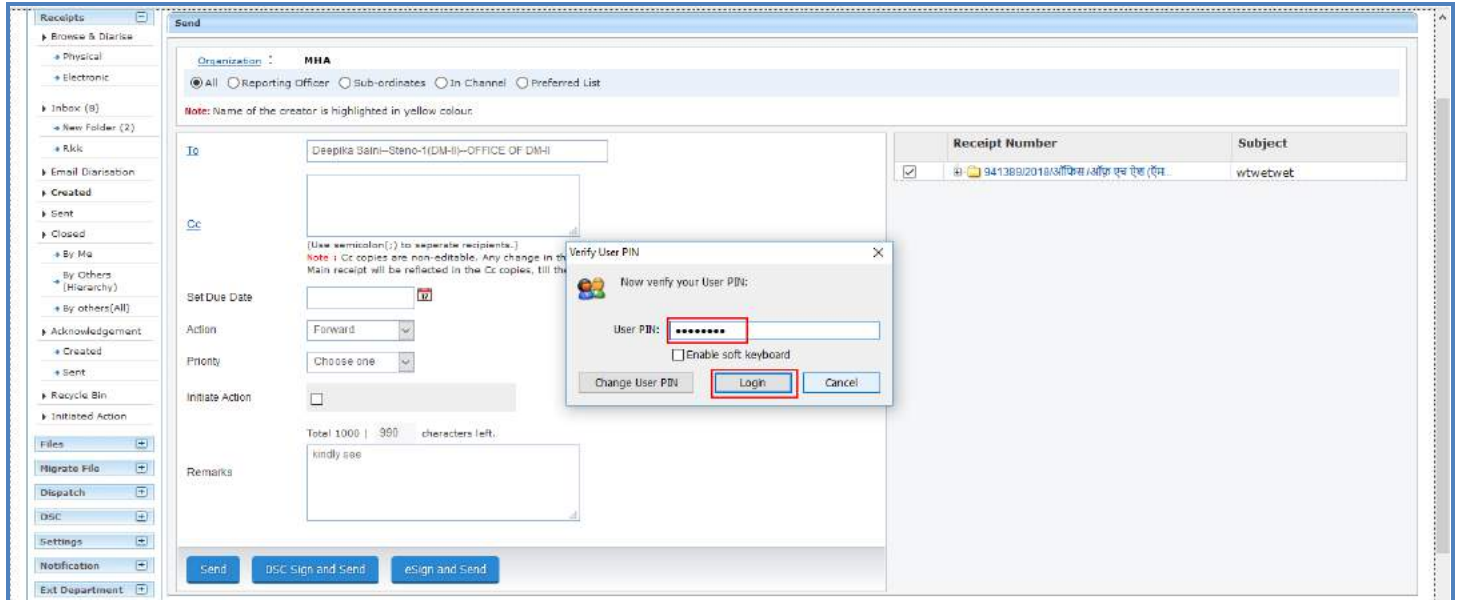 Receipts
Browse & Diarise
Physical
Electronic
Inbox (8)
New Folder (2)
Rkk
Email Diarisation
Created
Sent
Closed
By Me
By Others
(Hierarchy)
By others(All)
Acknowledgement
Created
Sent
Recycle Bin
Initiated Action
Files
Migrate File
Dispatch
DSC
Settings
Notification
Ext Department
Send
Organization : MHA
All Reporting Officer Sub-ordinates In Channel Preferred List
Note: Name of the creator is highlighted in yellow colour.
To Deepika Saini--Steno-1(DM-II)--OFFICE OF DM-II
Cc
(Use semicolon(;) to seperate recipients.)
Note : Cc copies are non-editable. Any change in th
Main receipt will be reflected in the Cc copies, till the
Set Due Date
Action Forward
Priority Choose one
Initiate Action
Total 1000 | 990 characters left.
Remarks kindly see
Send DSC Sign and Send eSign and Send
Receipt Number Subject
941389/2018/ऑफिस /ऑफ़ एच ऐश (ऍम... wtwetwet
Verify User PIN
Now verify your User PIN:
User PIN: ••••••••
Enable soft keyboard
Change User PIN Login Cancel